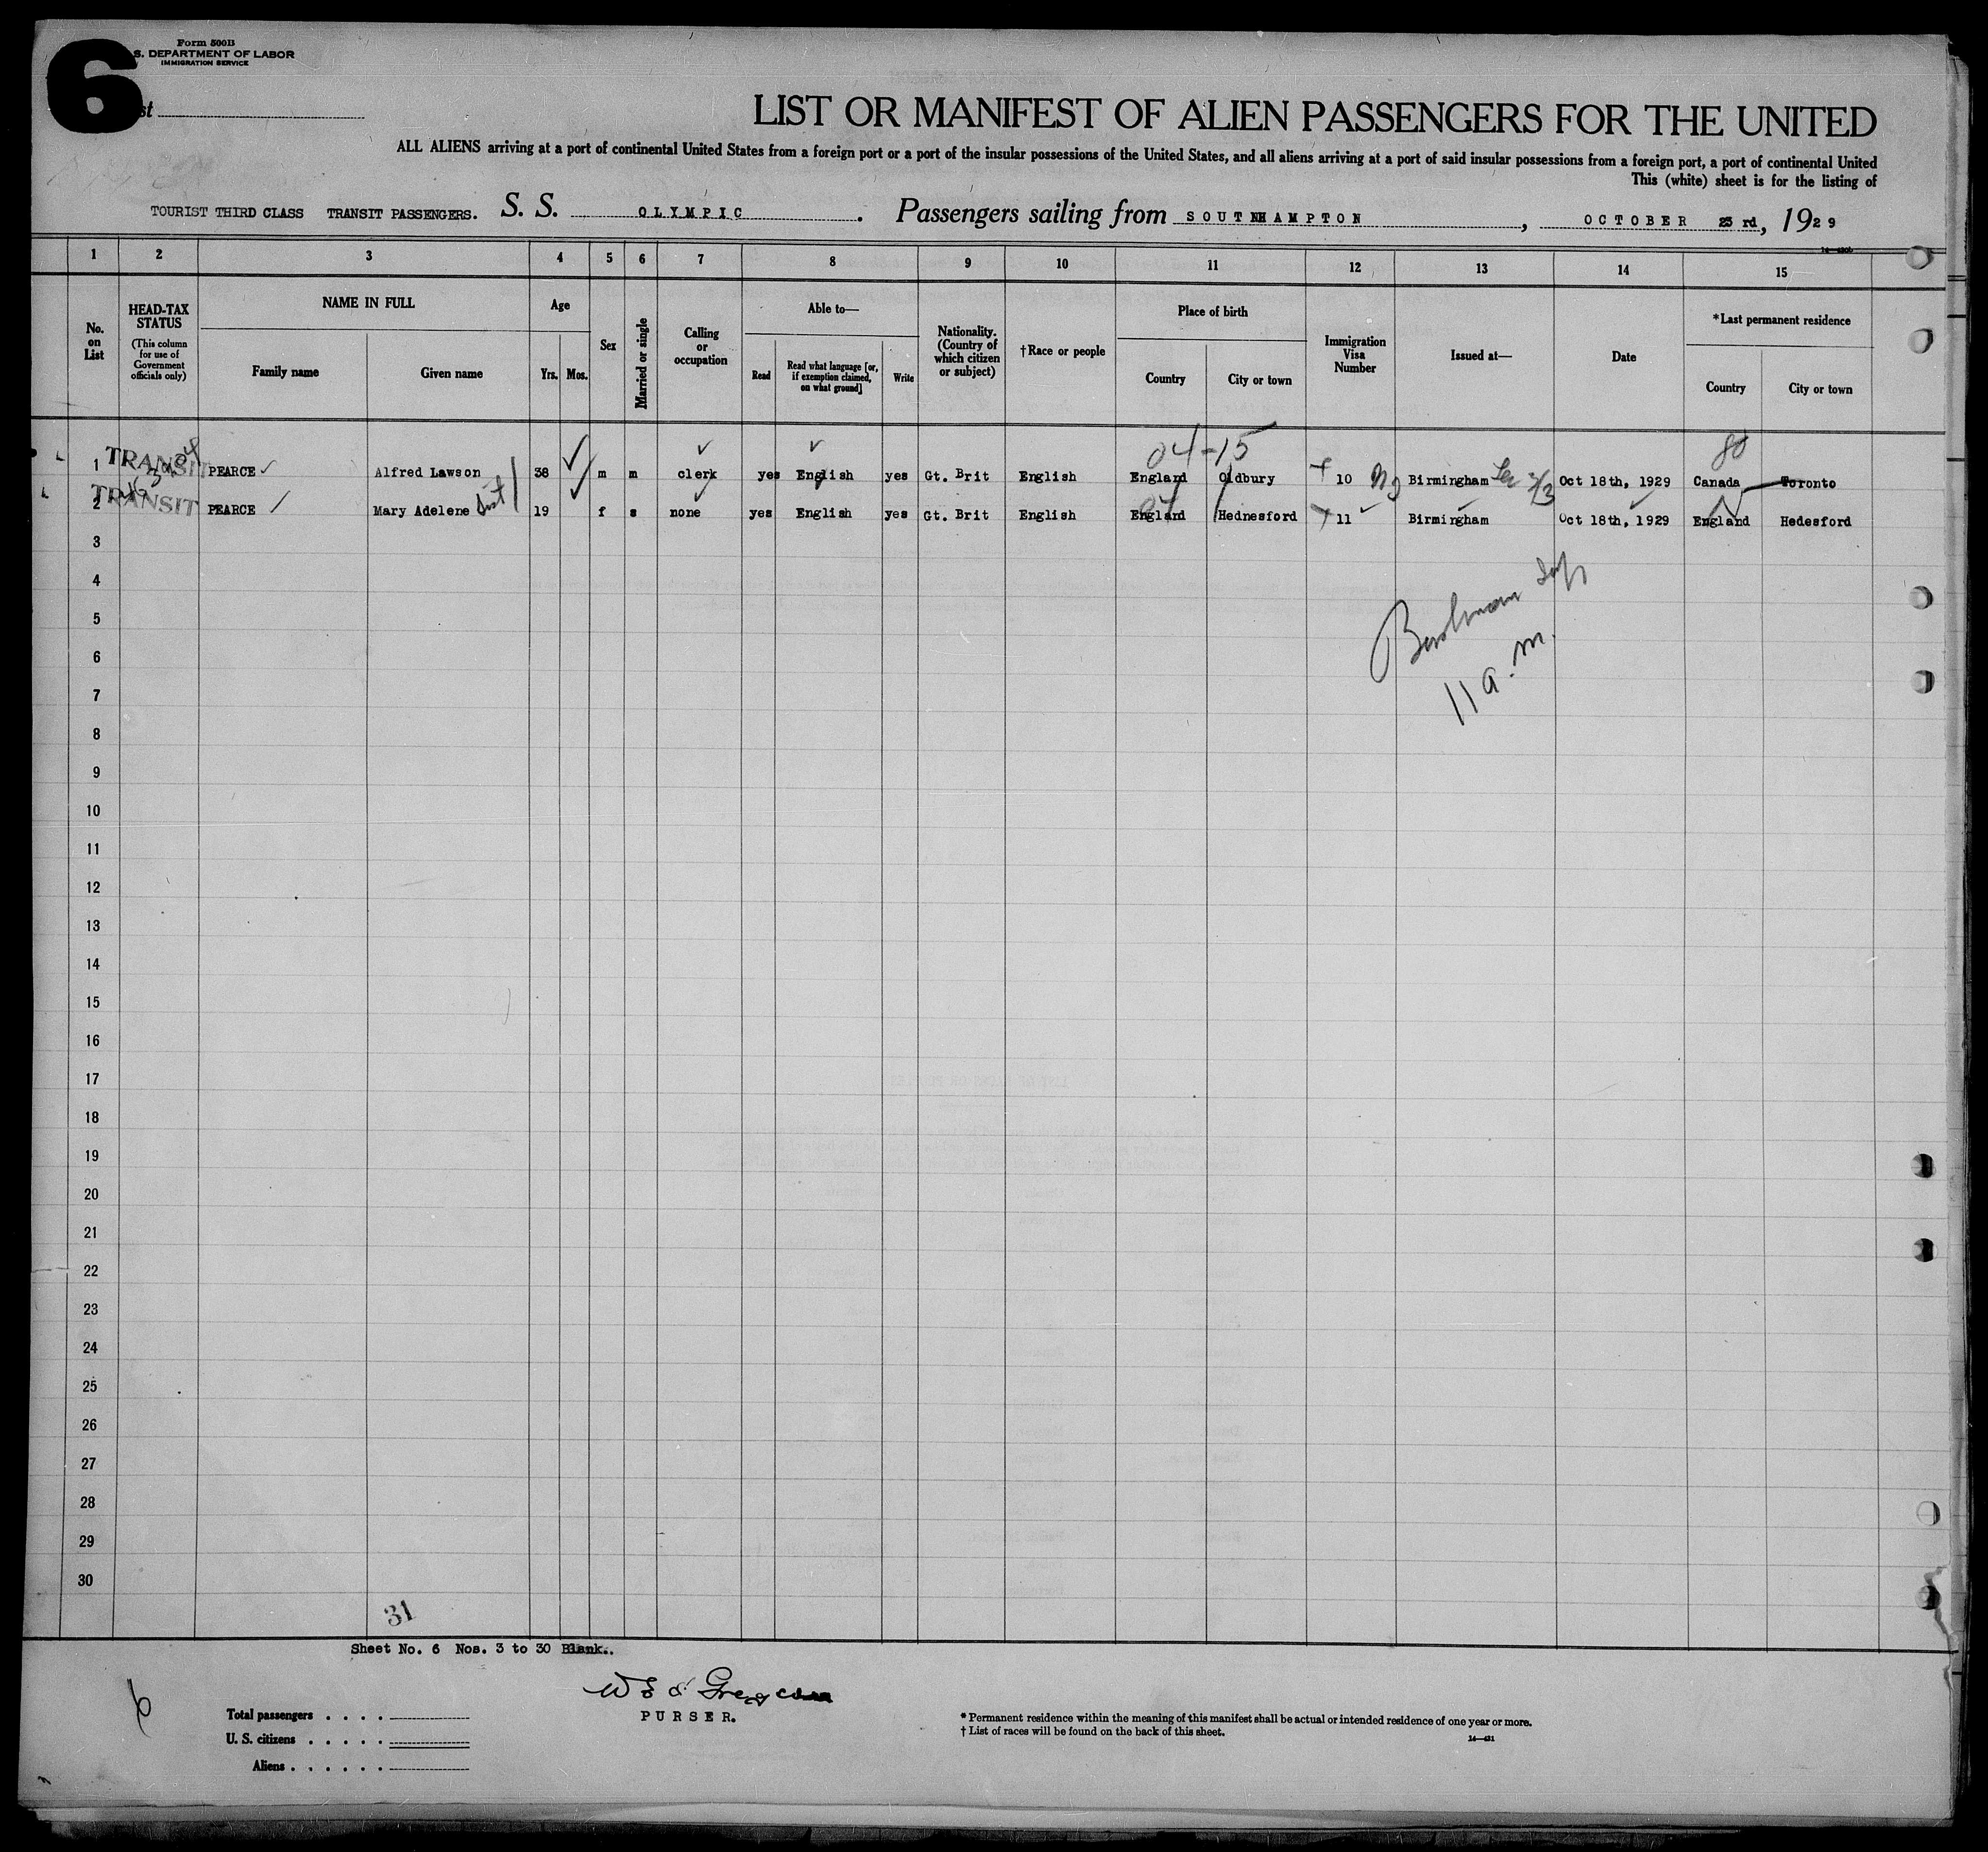 6
Form 500B
S. DEPARTMENT OF LABOR
IMMIGRATION SERVICE
st
LIST OR MANIFEST OF ALIEN PASSENGERS FOR THE UNITED
ALL ALIENS arriving at a port of continental United States from a foreign port or a port of the insular possessions of the United States, and all aliens arriving at a port of said insular possessions from a foreign port, a port of continental United
This (white) sheet is for the listing of
TOURIST THIRD CLASS TRANSIT PASSENGERS. S. S. OLYMPIC. Passengers sailing from SOUTHAMPTON, OCTOBER 23 rd, 1929
1 2 3 4 5 6 7 8 9 10 11 12 13 14 15
No. on List
HEAD-TAX STATUS
(This column for use of Government officials only)
NAME IN FULL
Family name Given name
Age
Yrs. Mos.
Sex
Married or single
Calling or occupation
Able to—
Read Read what language [or, if exemption claimed, on what ground] Write
Nationality. (Country of which citizen or subject)
†Race or people
Place of birth
Country City or town
Immigration Visa Number
Issued at—
Date
*Last permanent residence
Country City or town
04-15 80
1 TRANSIT PEARCE Alfred Lawson 38 m m clerk yes English yes Gt. Brit English England Oldbury 10 Birmingham Oct 18th, 1929 Canada Toronto
2 TRANSIT PEARCE Mary Adelene 19 f s none yes English yes Gt. Brit English England Hednesford 11 Birmingham Oct 18th, 1929 England Hedesford
3
4
5
6
11 a.m.
7
8
9
10
11
12
13
14
15
16
17
18
19
20
21
22
23
24
25
26
27
28
29
30
31
Sheet No. 6 Nos. 3 to 30 Blank..
6
PURSER.
Total passengers . . . .
U. S. citizens . . . . .
Aliens . . . . . .
* Permanent residence within the meaning of this manifest shall be actual or intended residence of one year or more.
† List of races will be found on the back of this sheet.
14—431